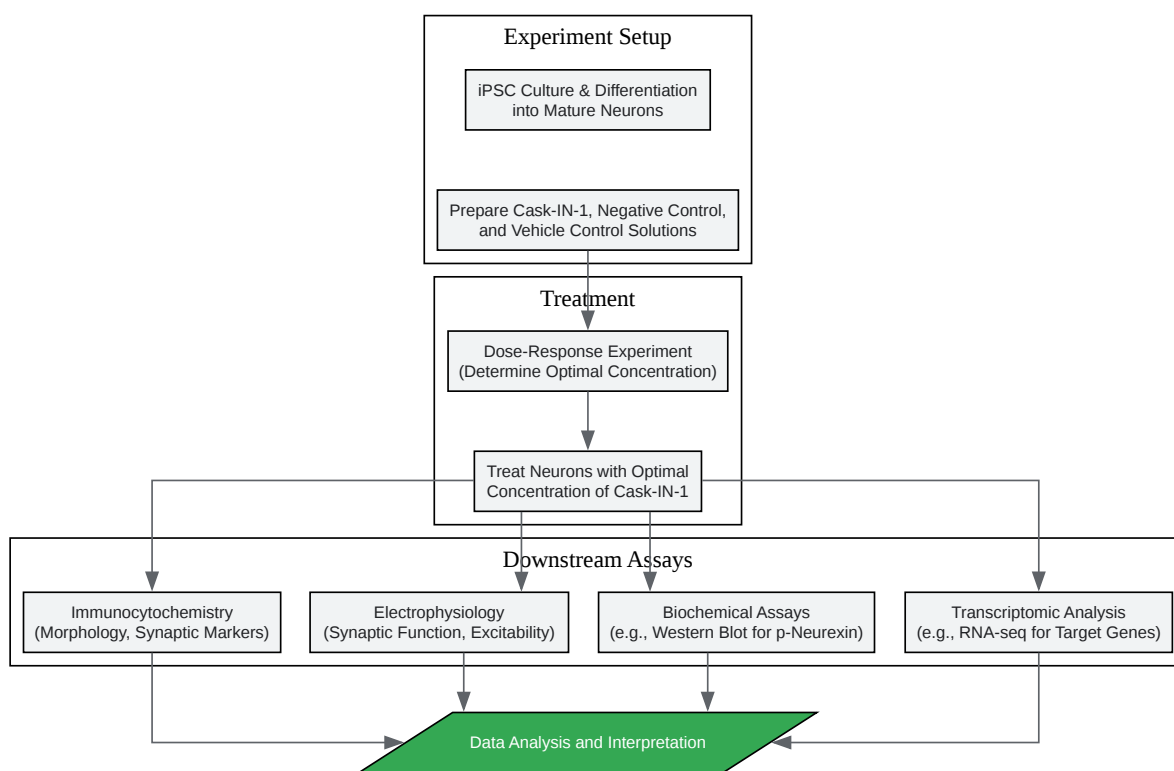 Experiment Setup
iPSC Culture & Differentiation
into Mature Neurons
Prepare Cask-IN-1, Negative Control,
and Vehicle Control Solutions
Treatment
Dose-Response Experiment
(Determine Optimal Concentration)
Treat Neurons with Optimal
Concentration of Cask-IN-1
Downstream Assays
Immunocytochemistry
(Morphology, Synaptic Markers)
Electrophysiology
(Synaptic Function, Excitability)
Biochemical Assays
(e.g., Western Blot for p-Neurexin)
Transcriptomic Analysis
(e.g., RNA-seq for Target Genes)
Data Analysis and Interpretation